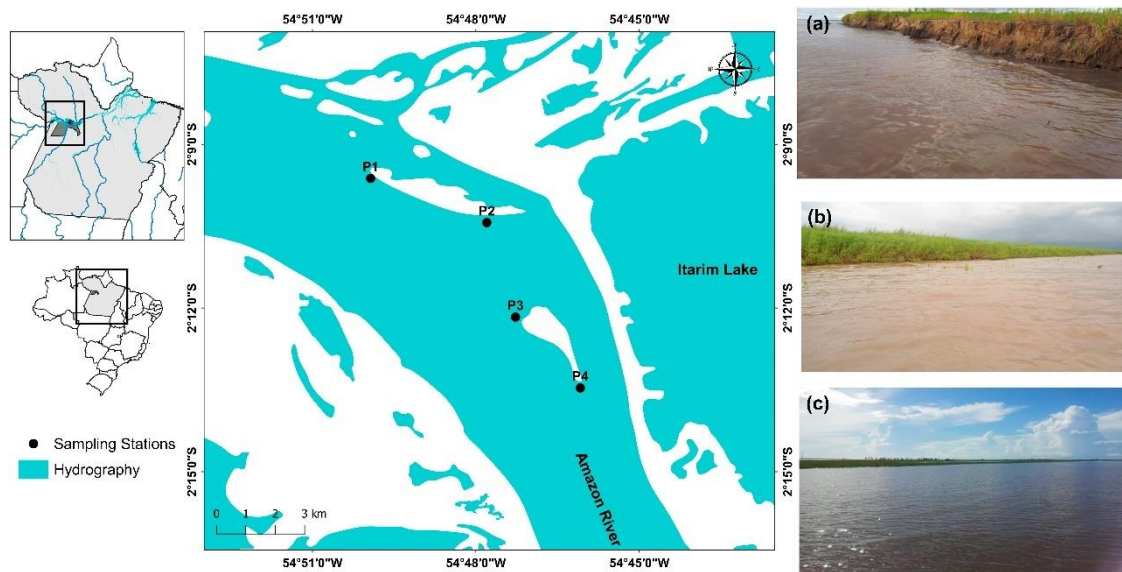 54°51'0"W
54°48'0"W
54°45'0"W
2°9'0"S
2°12'0"S
2°15'0"S
P1
P2
P3
P4
Itarim Lake
Amazon River
0 1 2 3 km
54°51'0"W
54°48'0"W
54°45'0"W
2°9'0"S
2°12'0"S
2°15'0"S
Sampling Stations
Hydrography
(a)
(b)
(c)